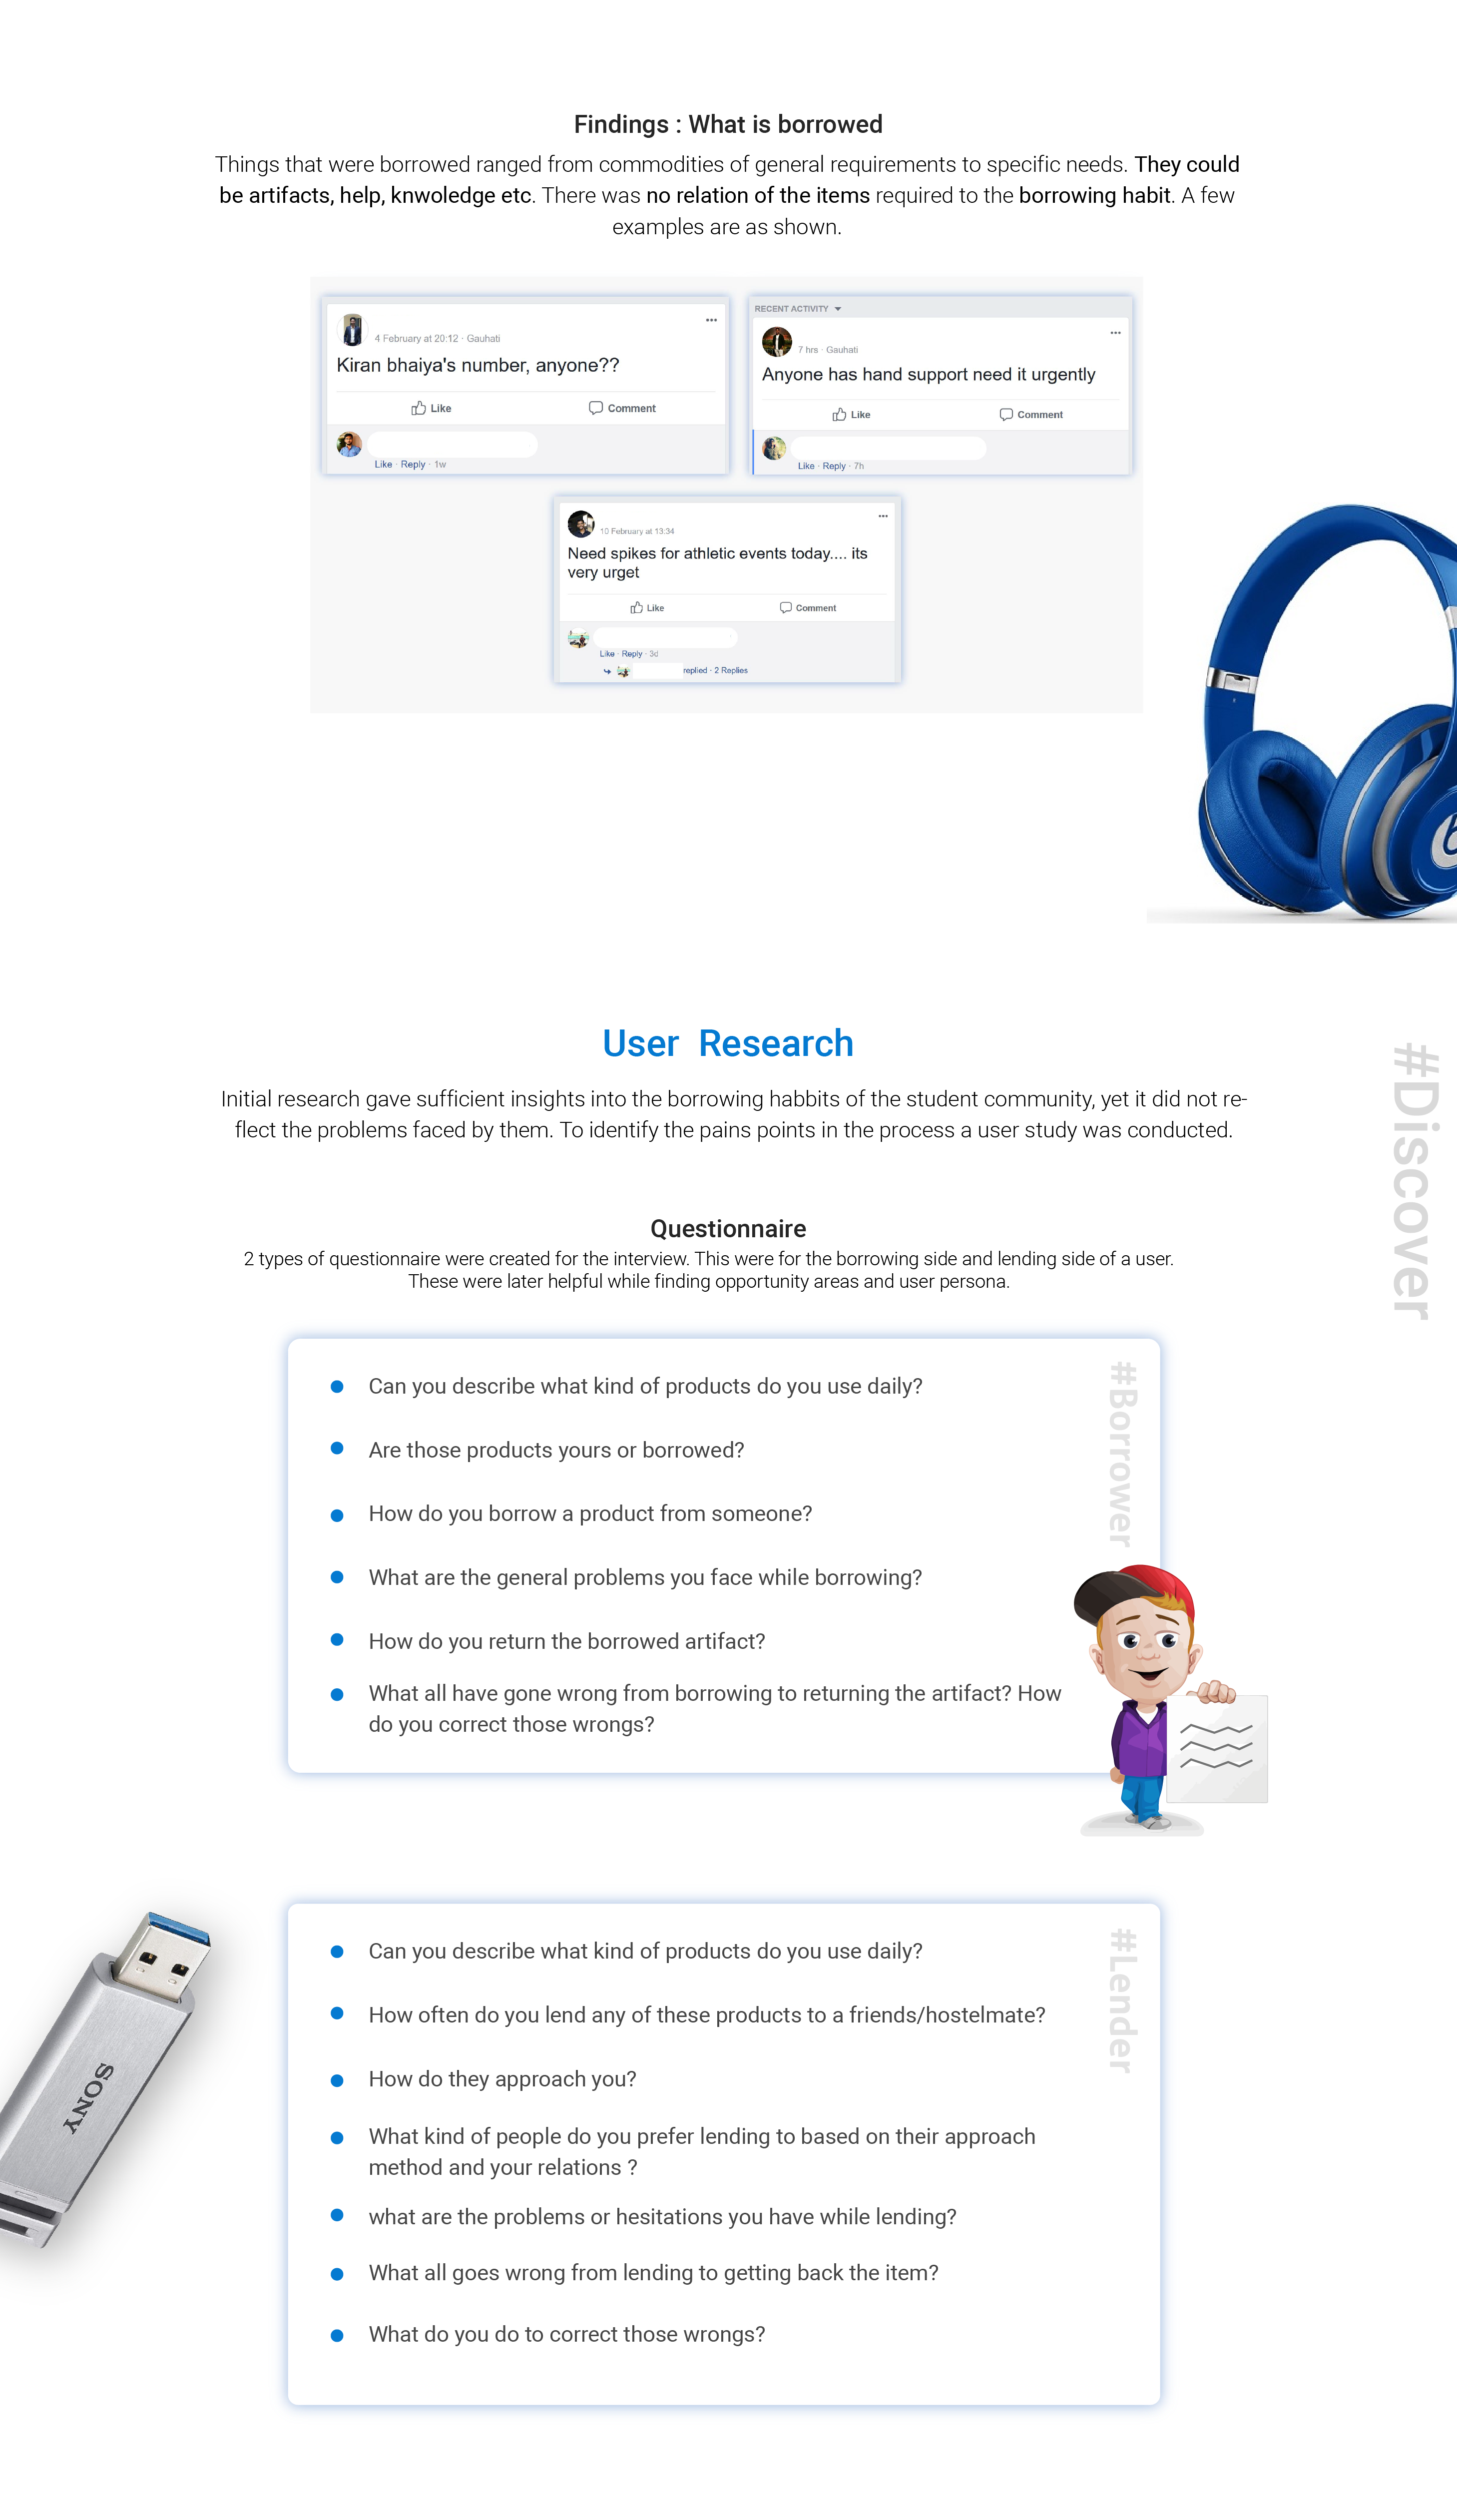 Findings : What is borrowed
Things that were borrowed ranged from commodities of general requirements to specific needs. They could
be artifacts, help, knwoledge etc. There was no relation of the items required to the borrowing habit. A few
examples are as shown.
4 February at 20:12 · Gauhati
Kiran bhaiya's number, anyone??
Like Comment
Like · Reply · 1w
RECENT ACTIVITY
7 hrs · Gauhati
Anyone has hand support need it urgently
Like Comment
Like · Reply · 7h
10 February at 13:34
Need spikes for athletic events today.... its
very urget
Like Comment
Like · Reply · 3d
replied · 2 Replies
b
User Research
Initial research gave sufficient insights into the borrowing habbits of the student community, yet it did not re-
flect the problems faced by them. To identify the pains points in the process a user study was conducted.
#Discover
Questionnaire
2 types of questionnaire were created for the interview. This were for the borrowing side and lending side of a user.
These were later helpful while finding opportunity areas and user persona.
#Borrower
Can you describe what kind of products do you use daily?
Are those products yours or borrowed?
How do you borrow a product from someone?
What are the general problems you face while borrowing?
How do you return the borrowed artifact?
What all have gone wrong from borrowing to returning the artifact? How
do you correct those wrongs?
SONY
#Lender
Can you describe what kind of products do you use daily?
How often do you lend any of these products to a friends/hostelmate?
How do they approach you?
What kind of people do you prefer lending to based on their approach
method and your relations ?
what are the problems or hesitations you have while lending?
What all goes wrong from lending to getting back the item?
What do you do to correct those wrongs?